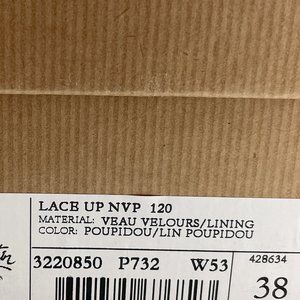 LACE UP NVP 120
MATERIAL: VEAU VELOURS/LINING
COLOR: POUPIDOU/LIN POUPIDOU
3220850 P732 W53
428634
38